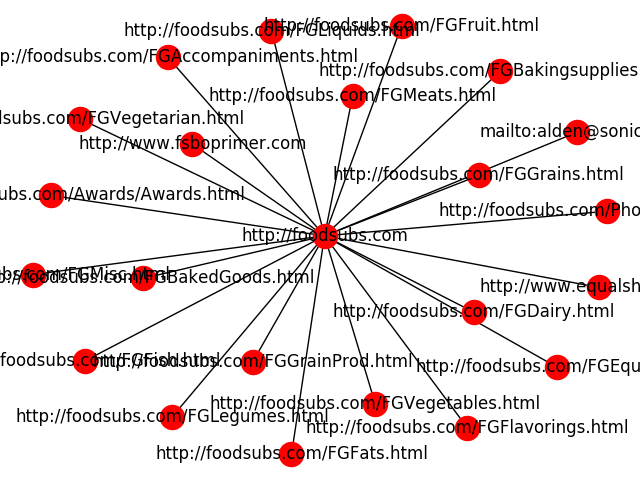 http://foodsubs.com/FGFruit.html
http://foodsubs.com/FGLiquids.html
p://foodsubs.com/FGAccompaniments.html
http://foodsubs.com/FGBakingsupplies
http://foodsubs.com/FGMeats.html
dsubs.com/FGVegetarian.html
mailto:alden@sonic
http://www.fsboprimer.com
http://foodsubs.com/FGGrains.html
ubs.com/Awards/Awards.html
http://foodsubs.com/Pho
http://foodsubs.com
bs.com/FGMisc.html
p://foodsubs.com/FGBakedGoods.html
http://www.equalsh
http://foodsubs.com/FGDairy.html
foodsubs.com/FGFish.html
http://foodsubs.com/FGGrainProd.html
http://foodsubs.com/FGEqu
http://foodsubs.com/FGVegetables.html
http://foodsubs.com/FGLegumes.html
http://foodsubs.com/FGFlavorings.html
http://foodsubs.com/FGFats.html